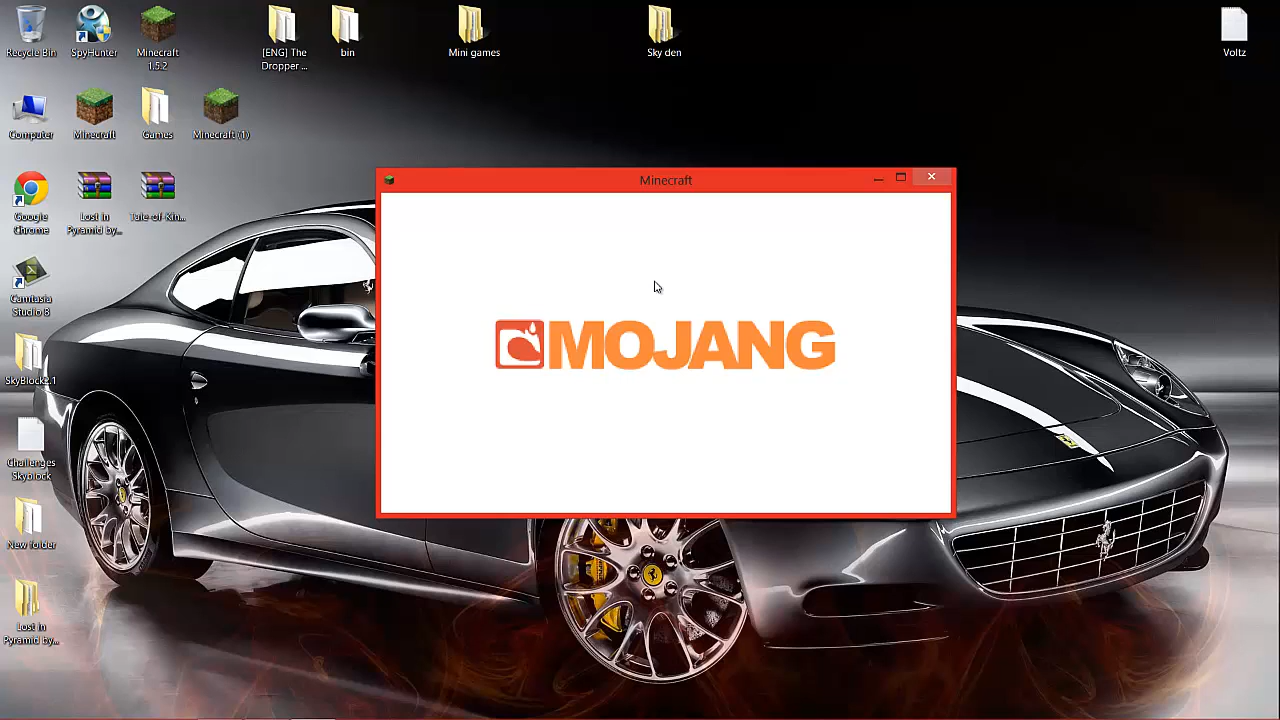 Recycle Bin
SpyHunter
Minecraft
1.5.2
[ENG] The
Dropper ...
bin
Mini games
Sky den
Voltz
Computer
Minecraft
Games
Minecraft (1)
Google
Chrome
Lost in
Pyramid by...
Tale-of-Kin...
Camtasia
Studio 8
SkyBlock2.1
Challenges
Skyblock
New folder
Lost in
Pyramid by...
Minecraft
MOJANG